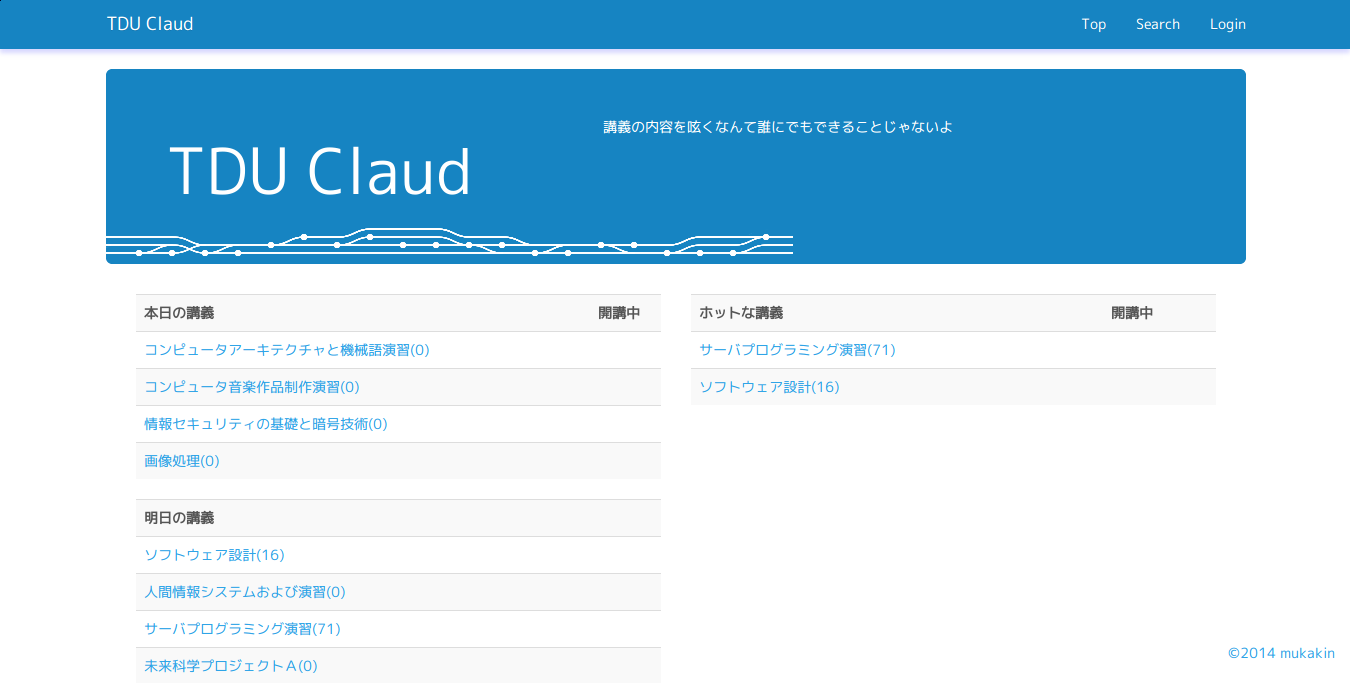 TDU Claud
Top Search Login
TDU Claud
講義の内容を呟くなんて誰にでもできることじゃないよ
本日の講義 開講中
コンピュータアーキテクチャと機械語演習(0)
コンピュータ音楽作品制作演習(0)
情報セキュリティの基礎と暗号技術(0)
画像処理(0)
明日の講義
ソフトウェア設計(16)
人間情報システムおよび演習(0)
サーバプログラミング演習(71)
未来科学プロジェクトＡ(0)
ホットな講義 開講中
サーバプログラミング演習(71)
ソフトウェア設計(16)
©2014 mukakin